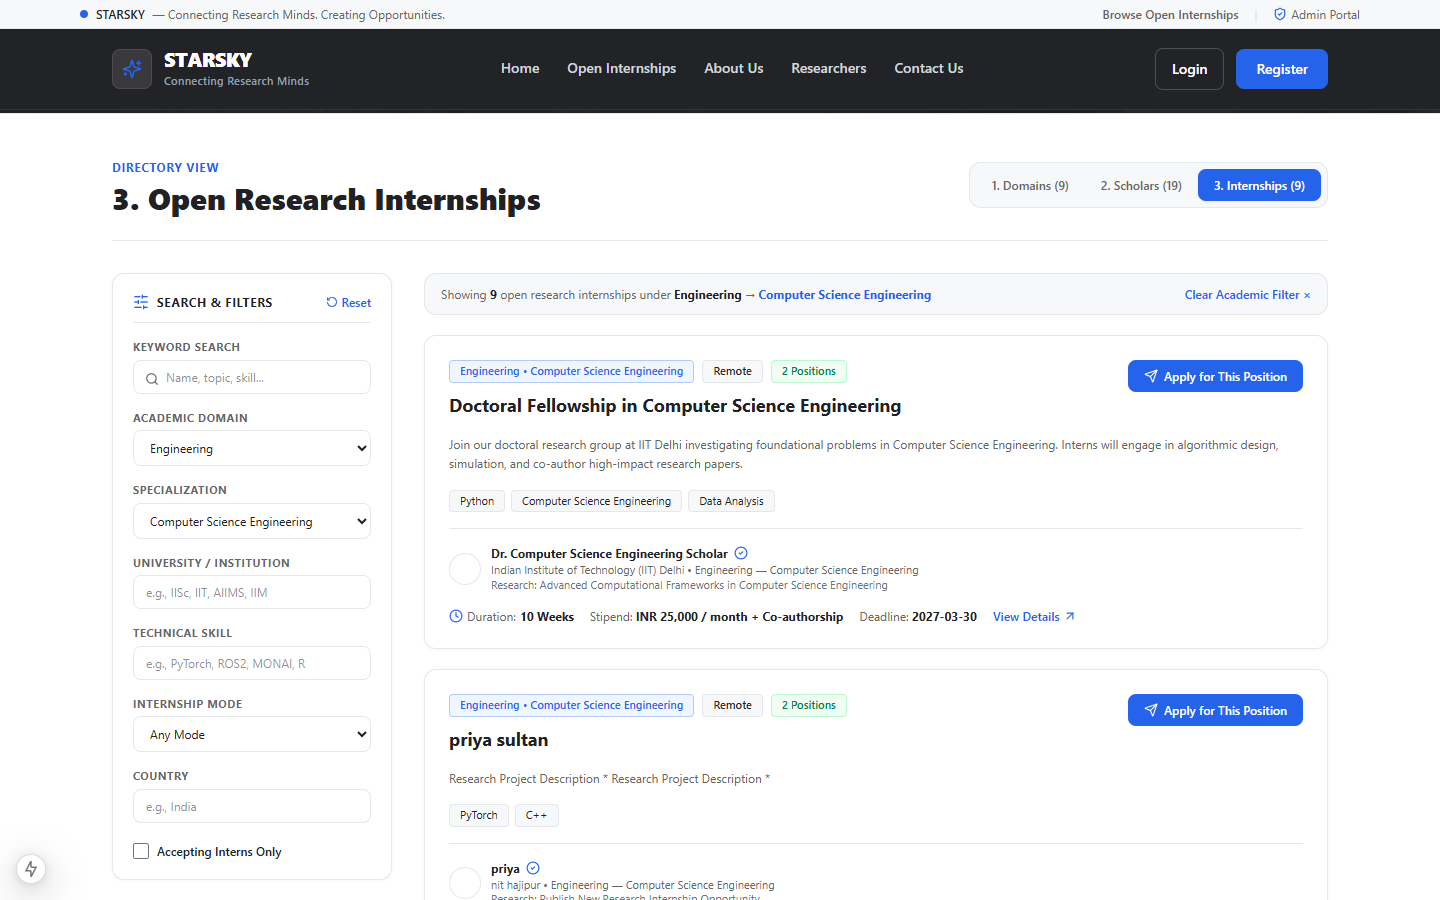 STARSKY — Connecting Research Minds. Creating Opportunities.
Browse Open Internships
Admin Portal
STARSKY
Connecting Research Minds
Home
Open Internships
About Us
Researchers
Contact Us
Login
Register
DIRECTORY VIEW
3. Open Research Internships
1. Domains (9)
2. Scholars (19)
3. Internships (9)
SEARCH & FILTERS
Reset
KEYWORD SEARCH
Name, topic, skill...
ACADEMIC DOMAIN
Engineering
SPECIALIZATION
Computer Science Engineering
UNIVERSITY / INSTITUTION
e.g., IISc, IIT, AIIMS, IIM
TECHNICAL SKILL
e.g., PyTorch, ROS2, MONAI, R
INTERNSHIP MODE
Any Mode
COUNTRY
e.g., India
Accepting Interns Only
Showing 9 open research internships under Engineering → Computer Science Engineering
Clear Academic Filter ×
Engineering • Computer Science Engineering
Remote
2 Positions
Apply for This Position
Doctoral Fellowship in Computer Science Engineering
Join our doctoral research group at IIT Delhi investigating foundational problems in Computer Science Engineering. Interns will engage in algorithmic design,
simulation, and co-author high-impact research papers.
Python
Computer Science Engineering
Data Analysis
Dr. Computer Science Engineering Scholar
Indian Institute of Technology (IIT) Delhi • Engineering — Computer Science Engineering
Research: Advanced Computational Frameworks in Computer Science Engineering
Duration: 10 Weeks
Stipend: INR 25,000 / month + Co-authorship
Deadline: 2027-03-30
View Details
Engineering • Computer Science Engineering
Remote
2 Positions
Apply for This Position
priya sultan
Research Project Description * Research Project Description *
PyTorch
C++
priya
nit hajipur • Engineering — Computer Science Engineering
Research: Publish New Research Internship Opportunity